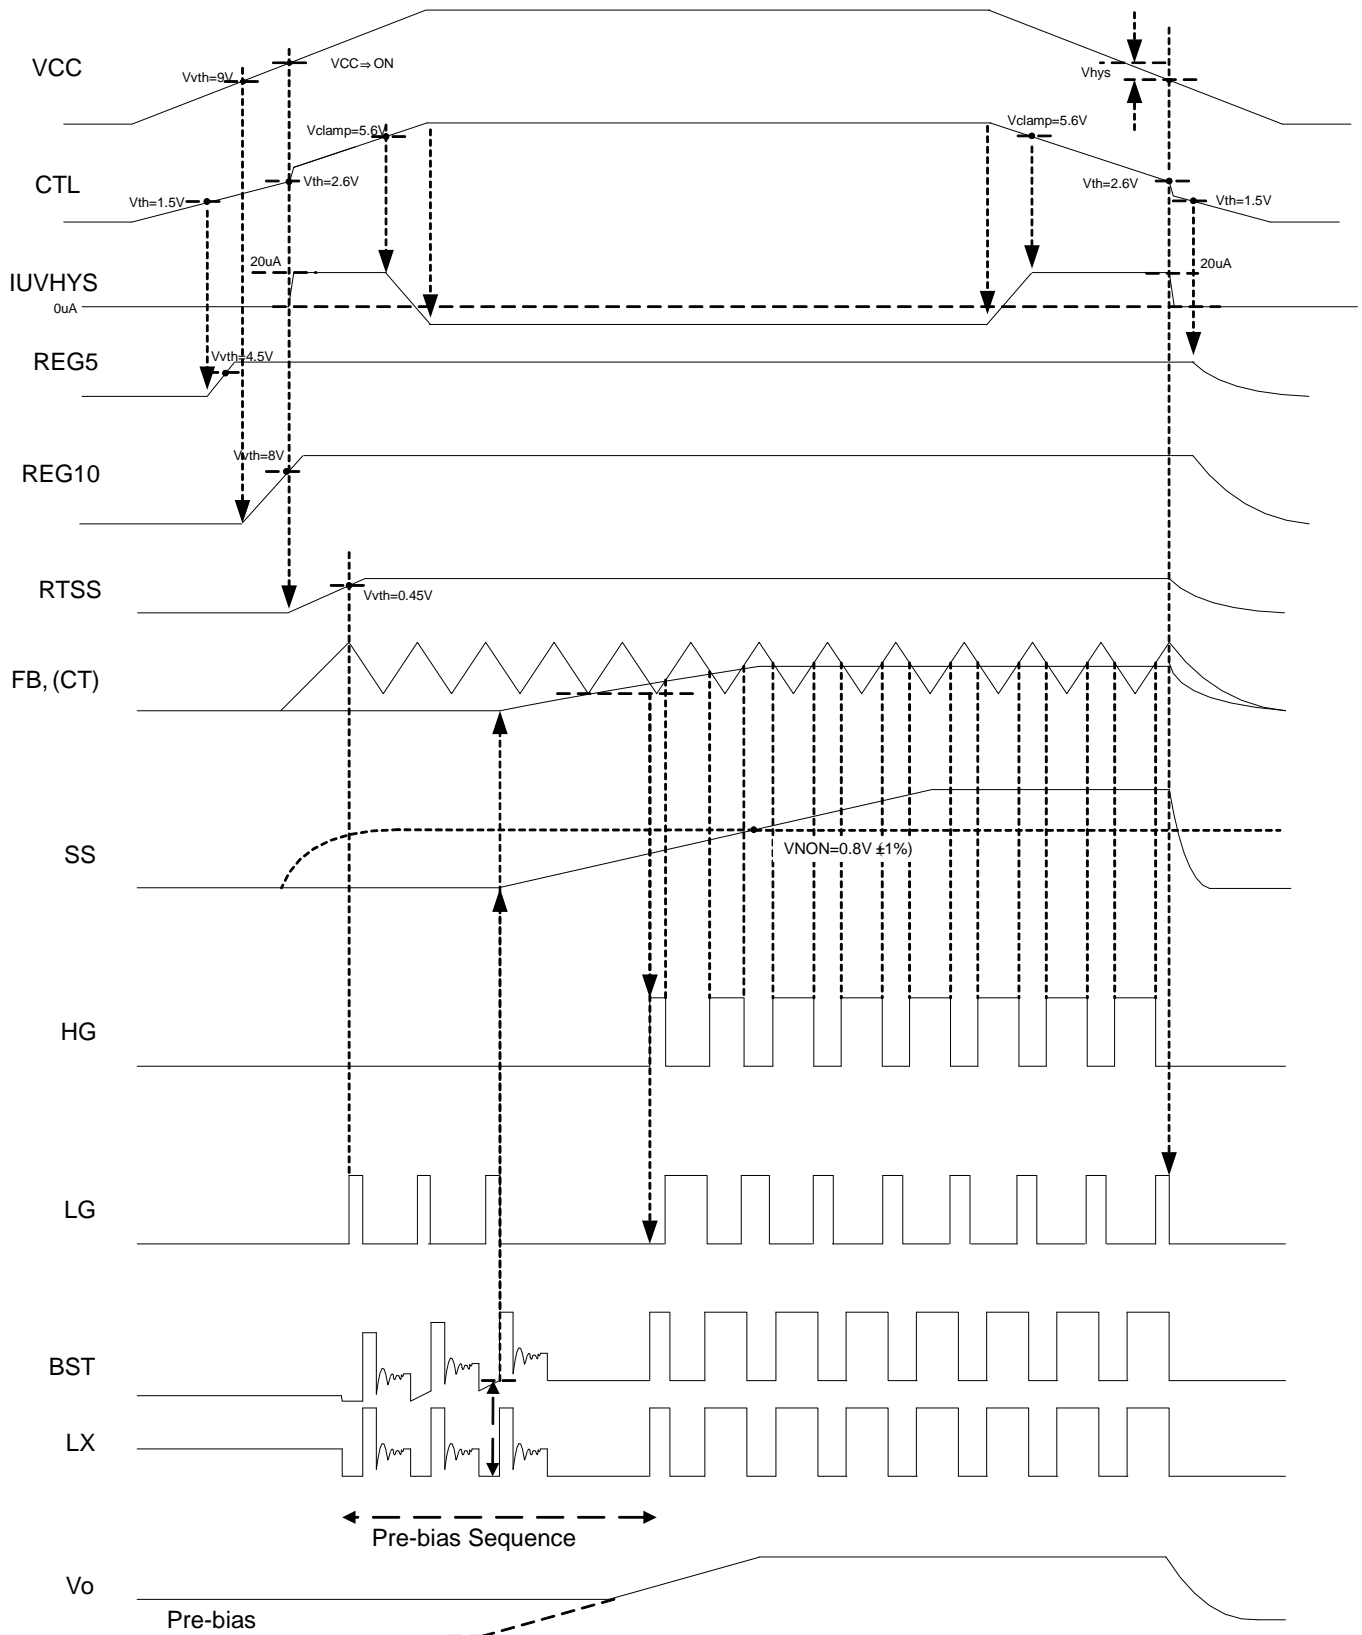 VCC
Vvth=9V
VCC⇒ON
Vhys
Vclamp=5.6V
Vclamp=5.6V
CTL
Vth=1.5V
Vth=2.6V
Vth=2.6V
Vth=1.5V
IUVHYS
20uA
20uA
0uA
REG5
Vvth=4.5V
REG10
Vvth=8V
RTSS
Vvth=0.45V
FB, (CT)
SS
VNON=0.8V ±1%)
HG
LG
BST
LX
Pre-bias Sequence
Vo
Pre-bias